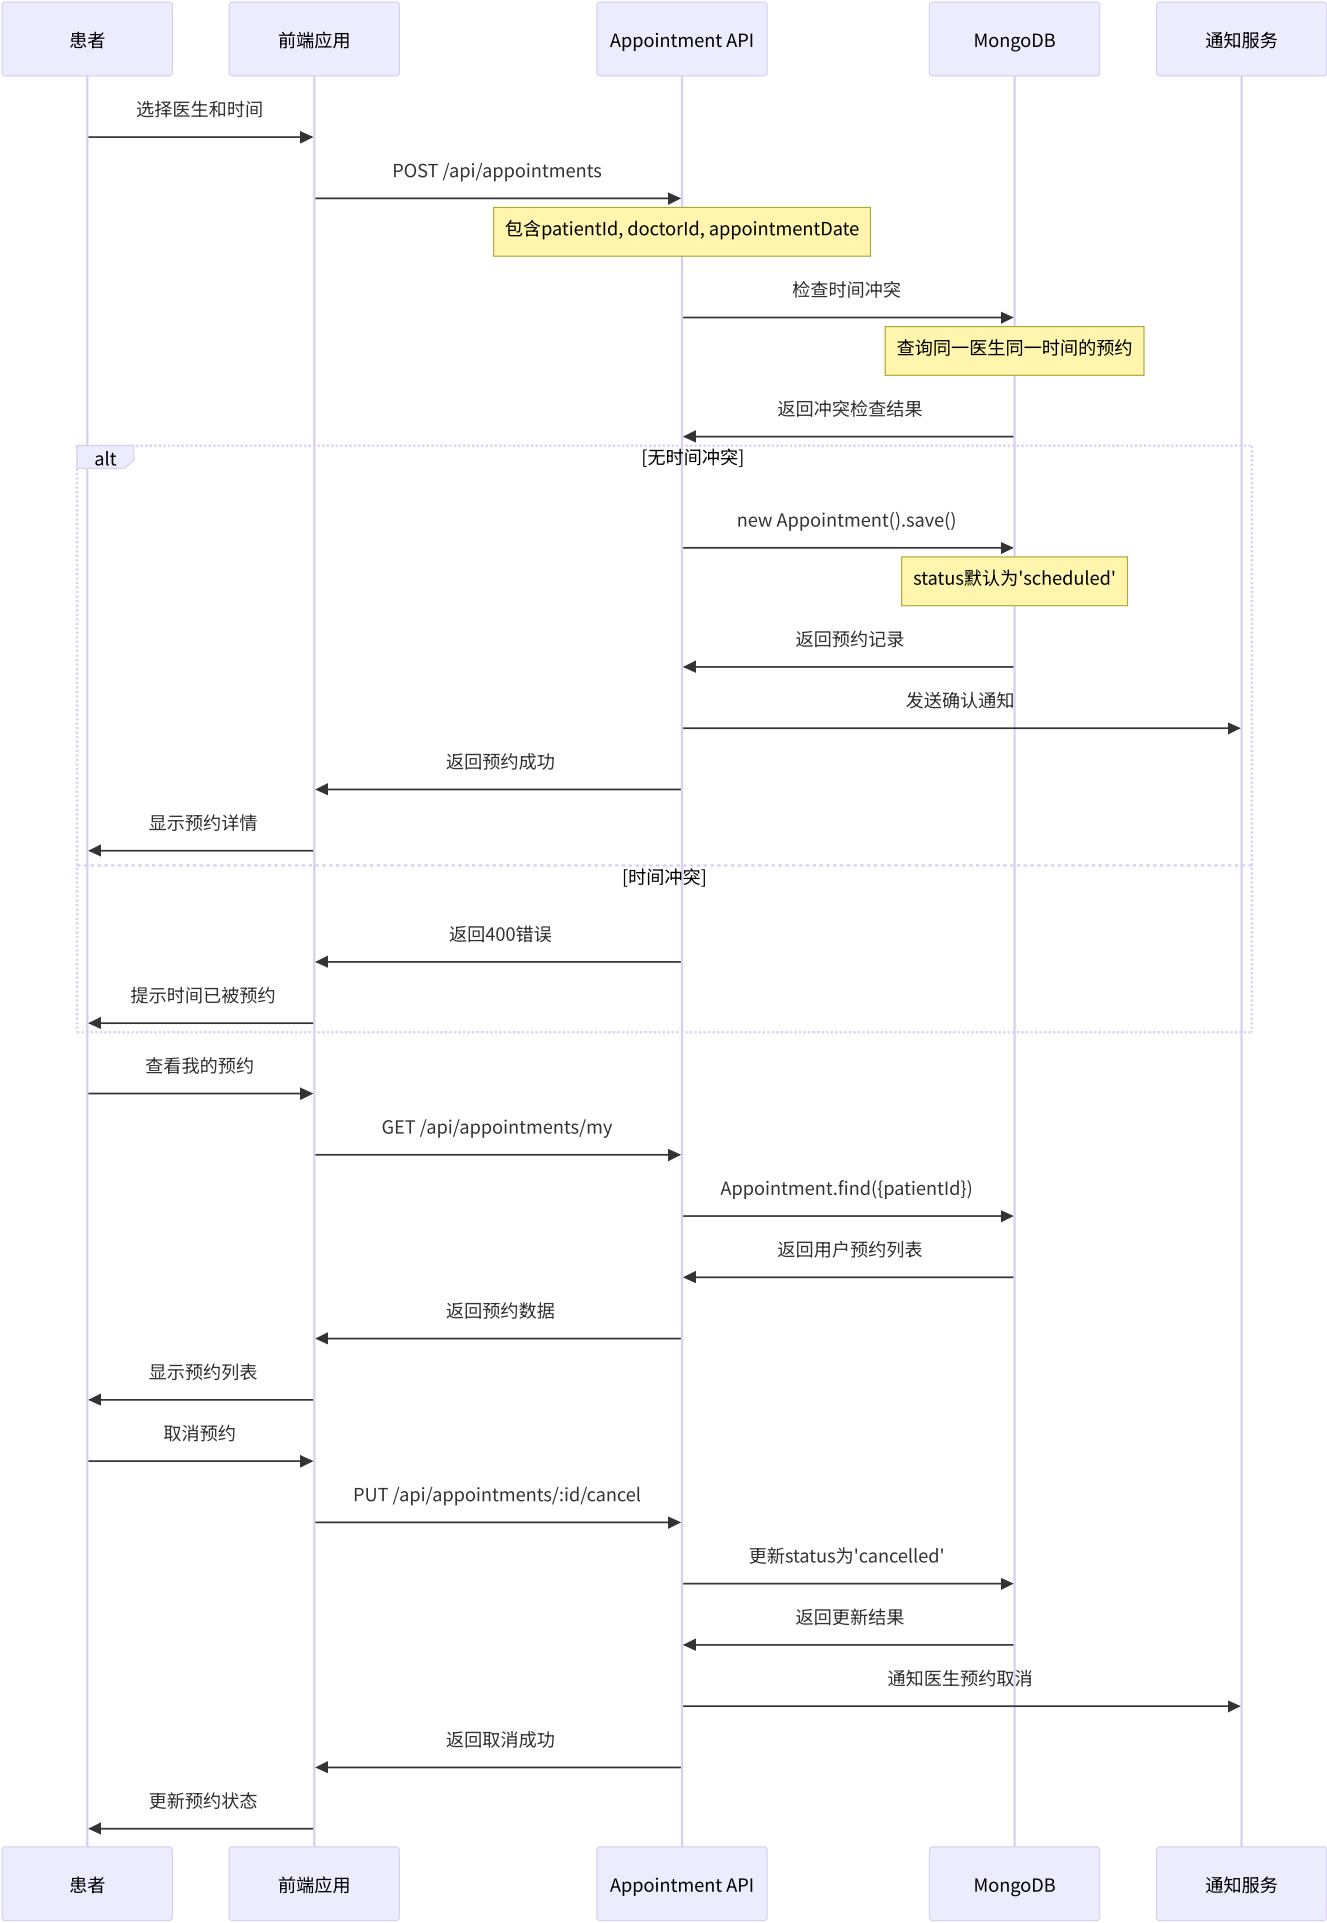 患者
前端应用
Appointment API
MongoDB
通知服务
选择医生和时间
POST /api/appointments
包含patientId, doctorId, appointmentDate
检查时间冲突
查询同一医生同一时间的预约
返回冲突检查结果
alt
[无时间冲突]
new Appointment().save()
status默认为'scheduled'
返回预约记录
发送确认通知
返回预约成功
显示预约详情
[时间冲突]
返回400错误
提示时间已被预约
查看我的预约
GET /api/appointments/my
Appointment.find({patientId})
返回用户预约列表
返回预约数据
显示预约列表
取消预约
PUT /api/appointments/:id/cancel
更新status为'cancelled'
返回更新结果
通知医生预约取消
返回取消成功
更新预约状态
患者
前端应用
Appointment API
MongoDB
通知服务